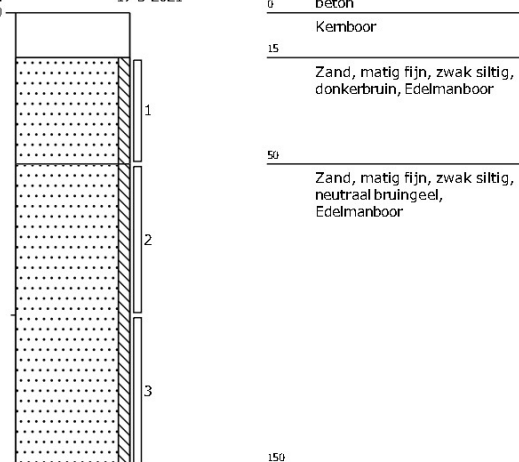 0
beton
Kernboor
15
Zand, matig fijn, zwak siltig,
donkerbruin, Edelmanboor
1
50
Zand, matig fijn, zwak siltig,
neutraal bruingeel,
Edelmanboor
2
3
150